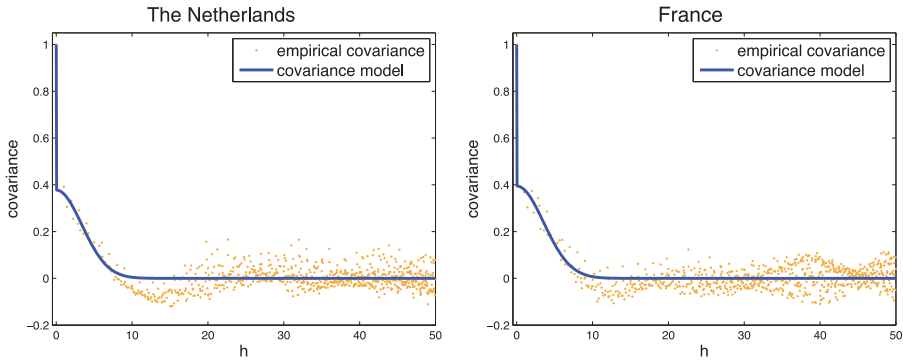 The Netherlands
covariance
1
0.8
0.6
0.4
0.2
0
−0.2
0 10 20 30 40 50
h
empirical covariance
covariance model
France
covariance
1
0.8
0.6
0.4
0.2
0
−0.2
0 10 20 30 40 50
h
empirical covariance
covariance model